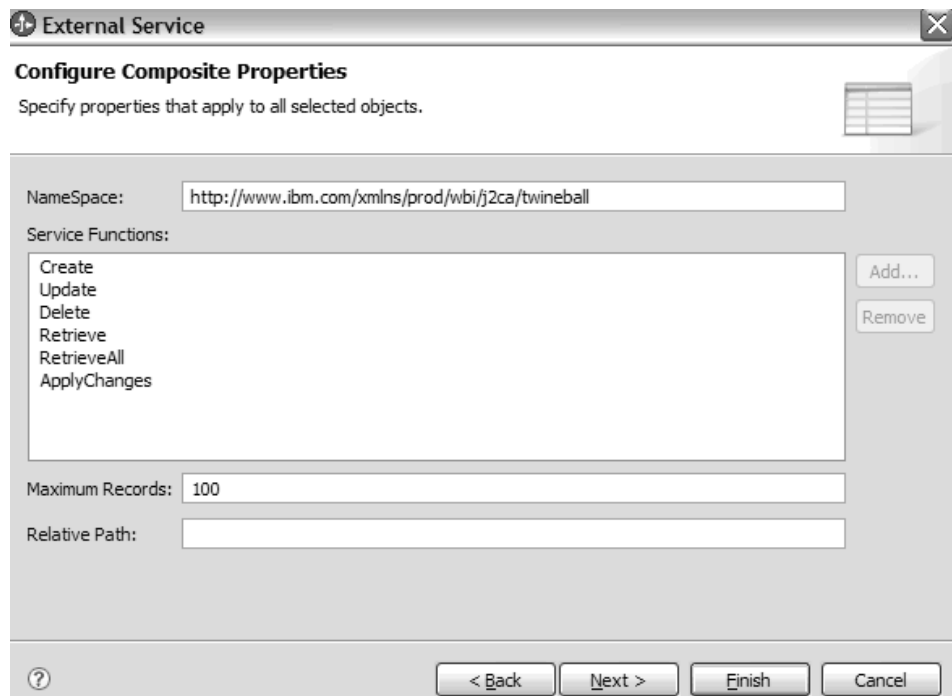 External Service
Configure Composite Properties
Specify properties that apply to all selected objects.
NameSpace: http://www.ibm.com/xmlns/prod/wbi/j2ca/twineball
Service Functions:
Create
Update
Delete
Retrieve
RetrieveAll
ApplyChanges
Add...
Remove
Maximum Records: 100
Relative Path:
? < Back Next > Finish Cancel